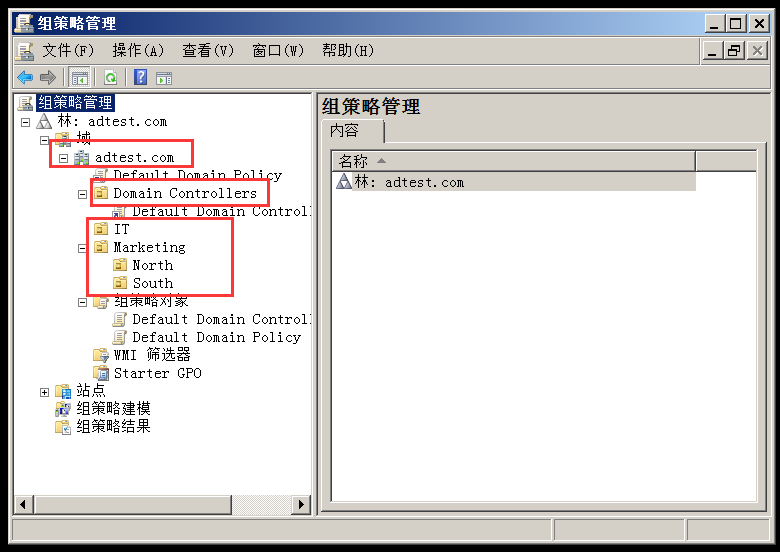 组策略管理
文件(F) 操作(A) 查看(V) 窗口(W) 帮助(H)
组策略管理
林: adtest.com
域
adtest.com
Default Domain Policy
Domain Controllers
Default Domain Control
IT
Marketing
North
South
组策略对象
Default Domain Control
Default Domain Policy
WMI 筛选器
Starter GPO
站点
组策略建模
组策略结果
组策略管理
内容
名称
林: adtest.com